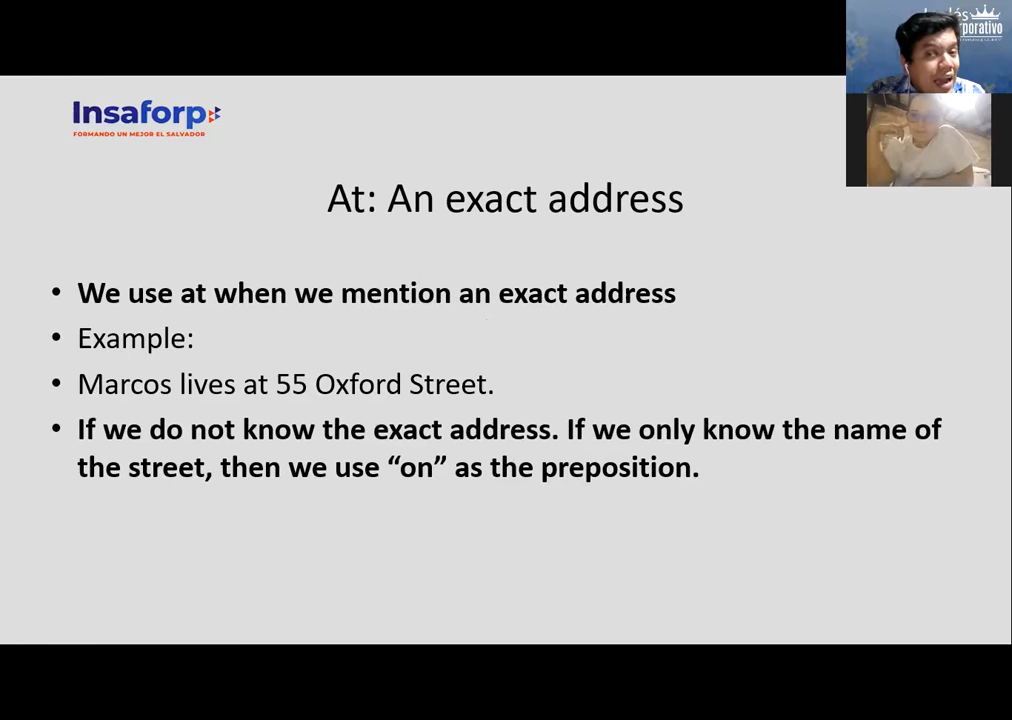 Insaforp
FORMANDO UN MEJOR EL SALVADOR
At: An exact address
• We use at when we mention an exact address
• Example:
• Marcos lives at 55 Oxford Street.
• If we do not know the exact address. If we only know the name of
the street, then we use “on” as the preposition.